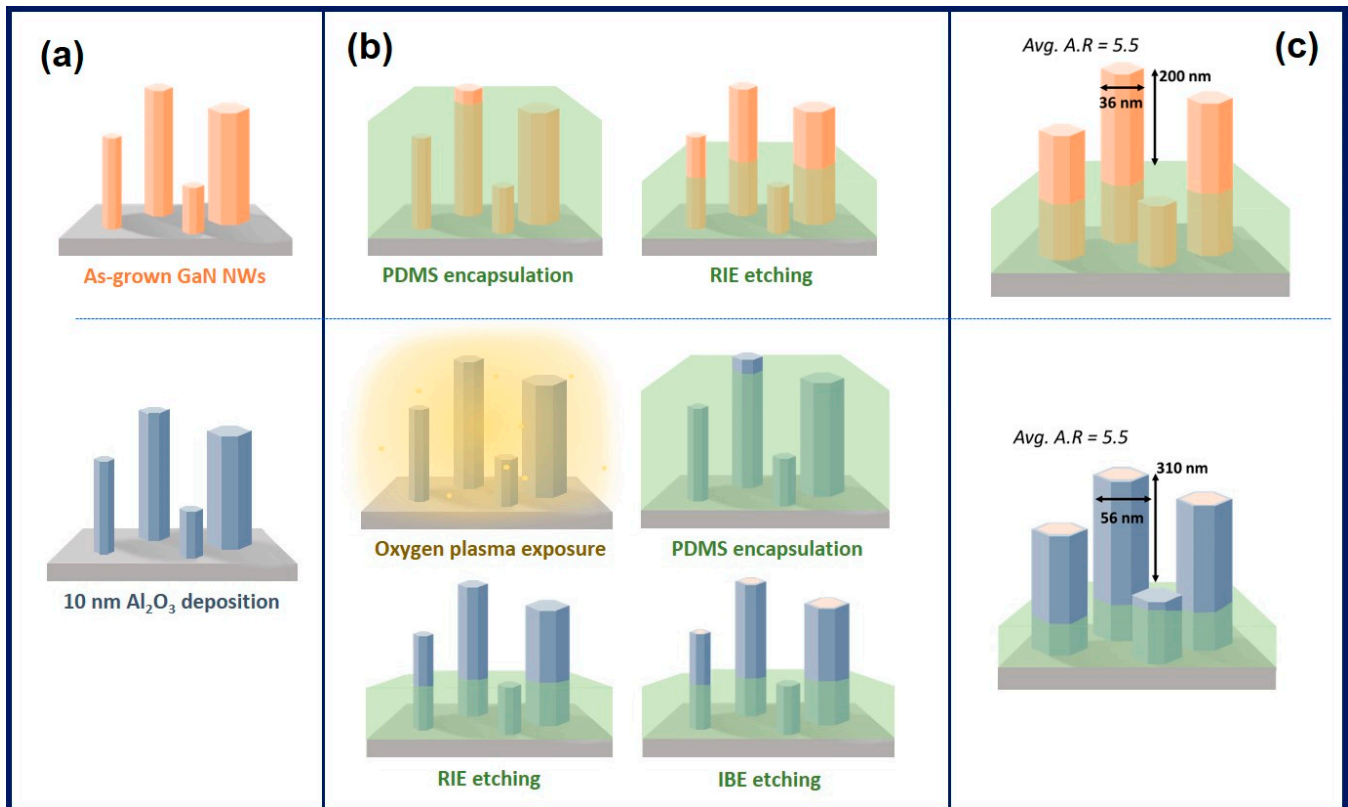 (a)
As-grown GaN NWs
10 nm Al₂O₃ deposition
(b)
PDMS encapsulation
RIE etching
Oxygen plasma exposure
PDMS encapsulation
RIE etching
IBE etching
(c)
Avg. A.R = 5.5
200 nm
36 nm
Avg. A.R = 5.5
310 nm
56 nm